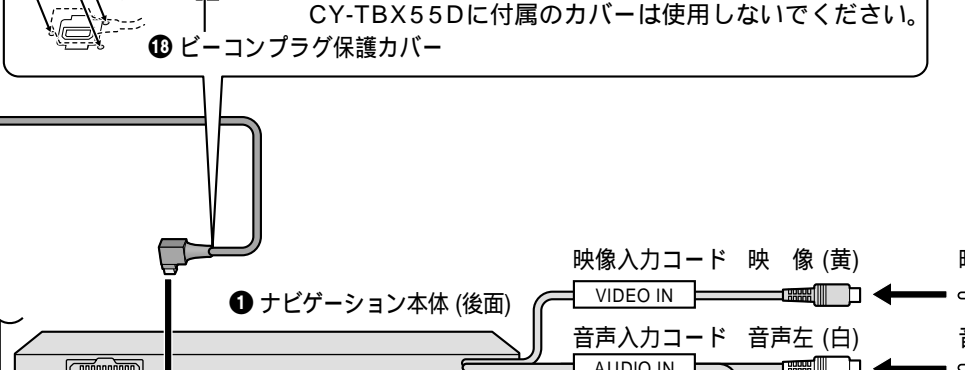 CY-TBX55Dに付属のカバーは使用しないでください。
⓲ ビーコンプラグ保護カバー
映像入力コード 映 像 (黄)
VIDEO IN
❶ ナビゲーション本体 (後面)
音声入力コード 音声左 (白)
AUDIO IN